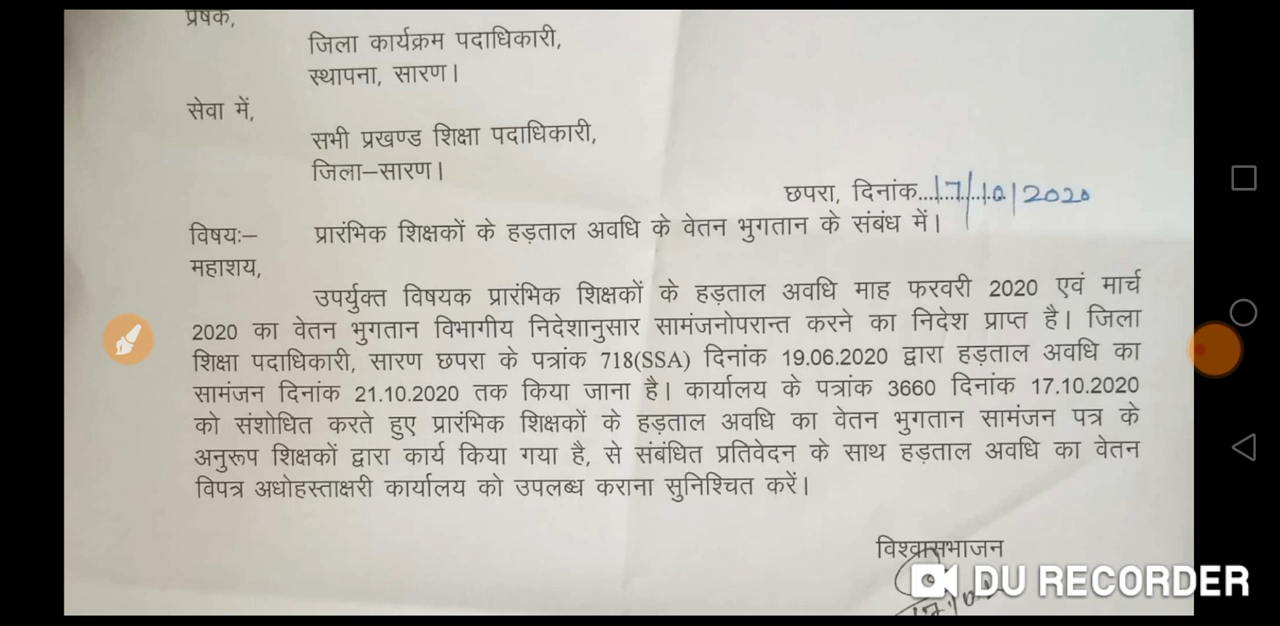 प्रेषक,
जिला कार्यक्रम पदाधिकारी,
स्थापना, सारण।
सेवा में,
सभी प्रखण्ड शिक्षा पदाधिकारी,
जिला–सारण।
छपरा, दिनांक...17/10/2020
विषयः– प्रारंभिक शिक्षकों के हड़ताल अवधि के वेतन भुगतान के संबंध में।
महाशय,
उपर्युक्त विषयक प्रारंभिक शिक्षकों के हड़ताल अवधि माह फरवरी 2020 एवं मार्च
2020 का वेतन भुगतान विभागीय निदेशानुसार सामंजनोपरान्त करने का निदेश प्राप्त है। जिला
शिक्षा पदाधिकारी, सारण छपरा के पत्रांक 718(SSA) दिनांक 19.06.2020 द्वारा हड़ताल अवधि का
सामंजन दिनांक 21.10.2020 तक किया जाना है। कार्यालय के पत्रांक 3660 दिनांक 17.10.2020
को संशोधित करते हुए प्रारंभिक शिक्षकों के हड़ताल अवधि का वेतन भुगतान सामंजन पत्र के
अनुरूप शिक्षकों द्वारा कार्य किया गया है, से संबंधित प्रतिवेदन के साथ हड़ताल अवधि का वेतन
विपत्र अधोहस्ताक्षरी कार्यालय को उपलब्ध कराना सुनिश्चित करें।
विश्वासभाजन
DU RECORDER